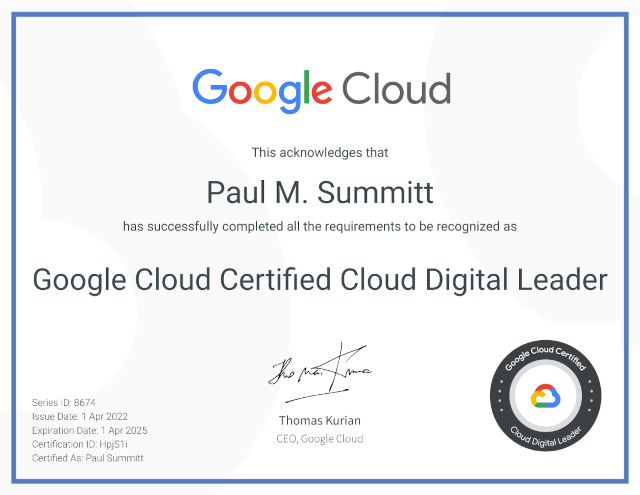 Google Cloud
This acknowledges that
Paul M. Summitt
has successfully completed all the requirements to be recognized as
Google Cloud Certified Cloud Digital Leader
Thomas Kurian
Thomas Kurian
CEO, Google Cloud
Series ID: 8674
Issue Date: 1 Apr 2022
Expiration Date: 1 Apr 2025
Certification ID: HpjS1i
Certified As: Paul Summitt
Google Cloud Certified
Cloud Digital Leader